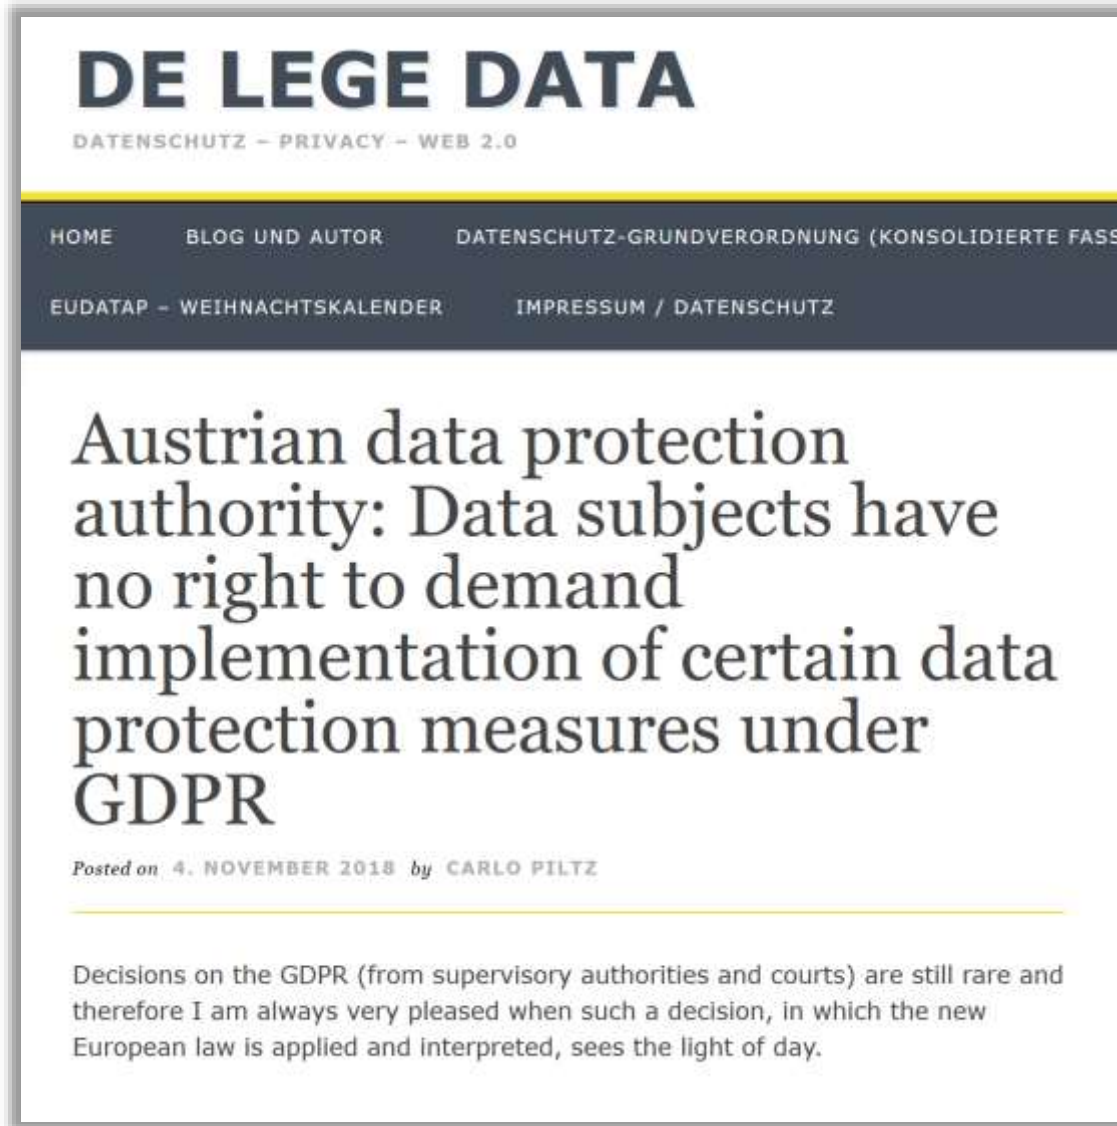 DE LEGE DATA
DATENSCHUTZ – PRIVACY – WEB 2.0
HOME BLOG UND AUTOR DATENSCHUTZ-GRUNDVERORDNUNG (KONSOLIDIERTE FASS
EUDATAP – WEIHNACHTSKALENDER IMPRESSUM / DATENSCHUTZ
Austrian data protection
authority: Data subjects have
no right to demand
implementation of certain data
protection measures under
GDPR
Posted on 4. NOVEMBER 2018 by CARLO PILTZ
Decisions on the GDPR (from supervisory authorities and courts) are still rare and
therefore I am always very pleased when such a decision, in which the new
European law is applied and interpreted, sees the light of day.